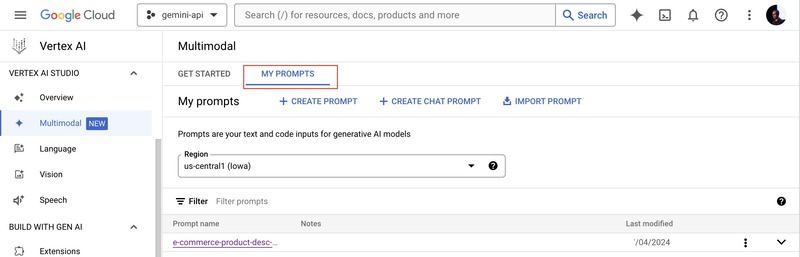 Google Cloud
gemini-api
Search (/) for resources, docs, products and more
Search
Vertex AI
Multimodal
VERTEX AI STUDIO
Overview
Multimodal NEW
Language
Vision
Speech
BUILD WITH GEN AI
Extensions
GET STARTED
MY PROMPTS
My prompts
CREATE PROMPT
CREATE CHAT PROMPT
IMPORT PROMPT
Prompts are your text and code inputs for generative AI models
Region
us-central1 (Iowa)
Filter Filter prompts
Prompt name Notes Last modified
e-commerce-product-desc-... /04/2024